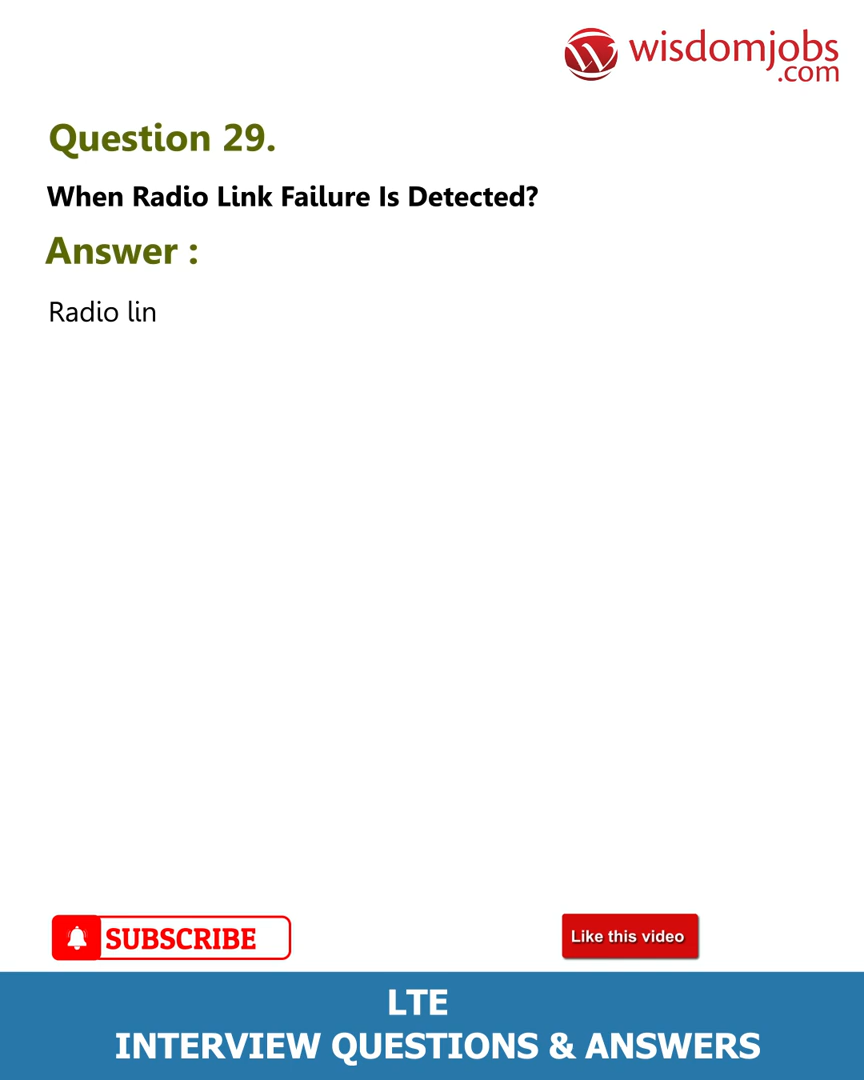 wisdomjobs
.com
Question 29.
When Radio Link Failure Is Detected?
Answer :
Radio lin
SUBSCRIBE
Like this video
LTE
INTERVIEW QUESTIONS & ANSWERS